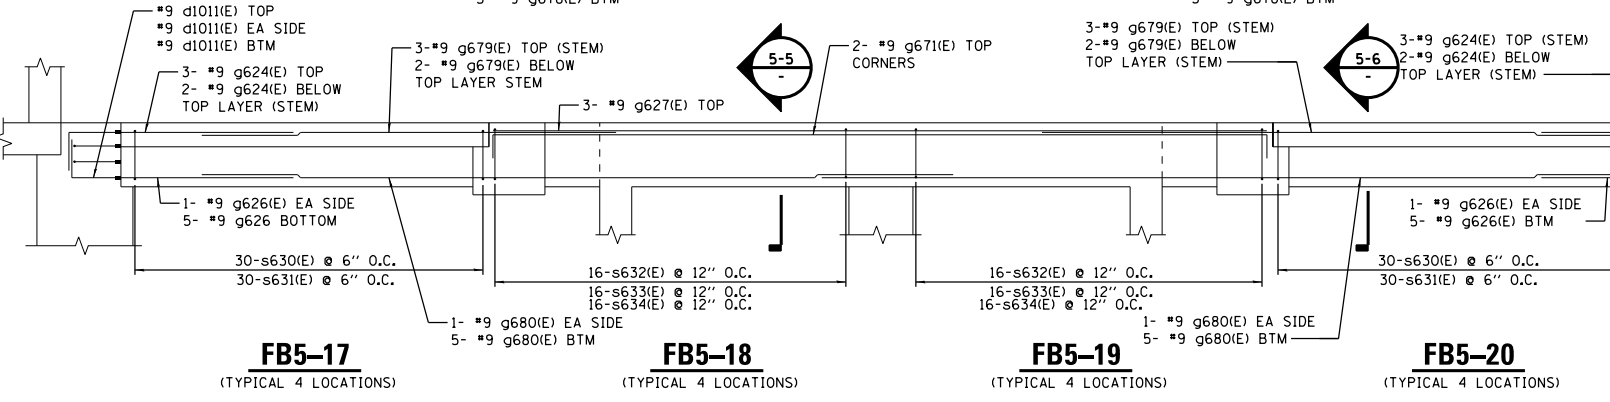 #9 d1011(E) TOP
#9 d1011(E) EA SIDE
#9 d1011(E) BTM
3- #9 g624(E) TOP
2- #9 g624(E) BELOW
TOP LAYER (STEM)
3-#9 g679(E) TOP (STEM)
2- #9 g679(E) BELOW
TOP LAYER STEM
3- #9 g627(E) TOP
5-5
-
2- #9 g671(E) TOP
CORNERS
3-#9 g679(E) TOP (STEM)
2-#9 g679(E) BELOW
TOP LAYER (STEM)
5-6
-
3-#9 g624(E) TOP (STEM)
2-#9 g624(E) BELOW
TOP LAYER (STEM)
1- #9 g626(E) EA SIDE
5- #9 g626 BOTTOM
1- #9 g626(E) EA SIDE
5- #9 g626(E) BTM
30-s630(E) @ 6'' O.C.
30-s631(E) @ 6'' O.C.
16-s632(E) @ 12'' O.C.
16-s633(E) @ 12'' O.C.
16-s634(E) @ 12'' O.C.
16-s632(E) @ 12'' O.C.
16-s633(E) @ 12'' O.C.
16-s634(E) @ 12'' O.C.
30-s630(E) @ 6'' O.C.
30-s631(E) @ 6'' O.C.
1- #9 g680(E) EA SIDE
5- #9 g680(E) BTM
1- #9 g680(E) EA SIDE
5- #9 g680(E) BTM
FB5–17
(TYPICAL 4 LOCATIONS)
FB5–18
(TYPICAL 4 LOCATIONS)
FB5–19
(TYPICAL 4 LOCATIONS)
FB5–20
(TYPICAL 4 LOCATIONS)